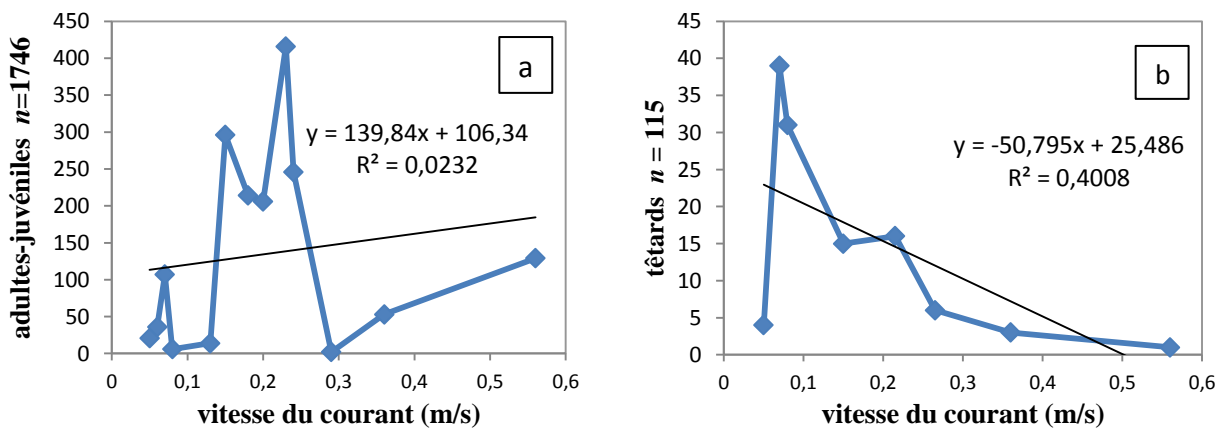 adultes-juvéniles n=1746
450
400
350
300
250
200
150
100
50
0
a
y = 139,84x + 106,34
R² = 0,0232
0 0,1 0,2 0,3 0,4 0,5 0,6
vitesse du courant (m/s)
têtards n = 115
45
40
35
30
25
20
15
10
5
0
b
y = -50,795x + 25,486
R² = 0,4008
0 0,1 0,2 0,3 0,4 0,5 0,6
vitesse du courant (m/s)